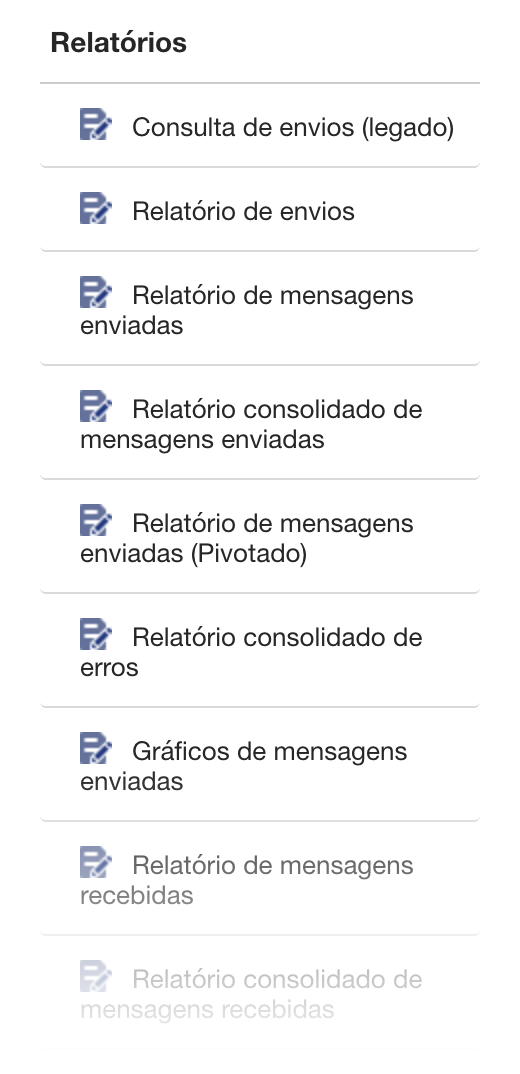 Relatórios
Consulta de envios (legado)
Relatório de envios
Relatório de mensagens
enviadas
Relatório consolidado de
mensagens enviadas
Relatório de mensagens
enviadas (Pivotado)
Relatório consolidado de
erros
Gráficos de mensagens
enviadas
Relatório de mensagens
recebidas
Relatório consolidado de
mensagens recebidas